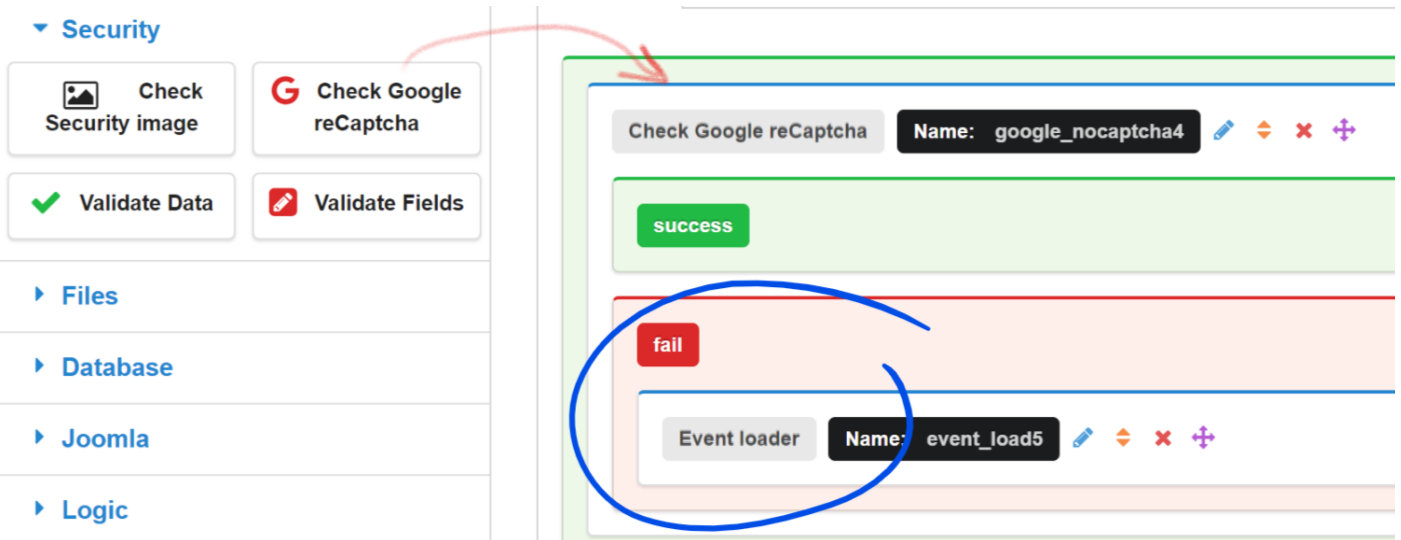 Security
Check
Security image
Check Google
reCaptcha
Validate Data
Validate Fields
Files
Database
Joomla
Logic
Check Google reCaptcha Name: google_nocaptcha4
success
fail
Event loader Name: event_load5